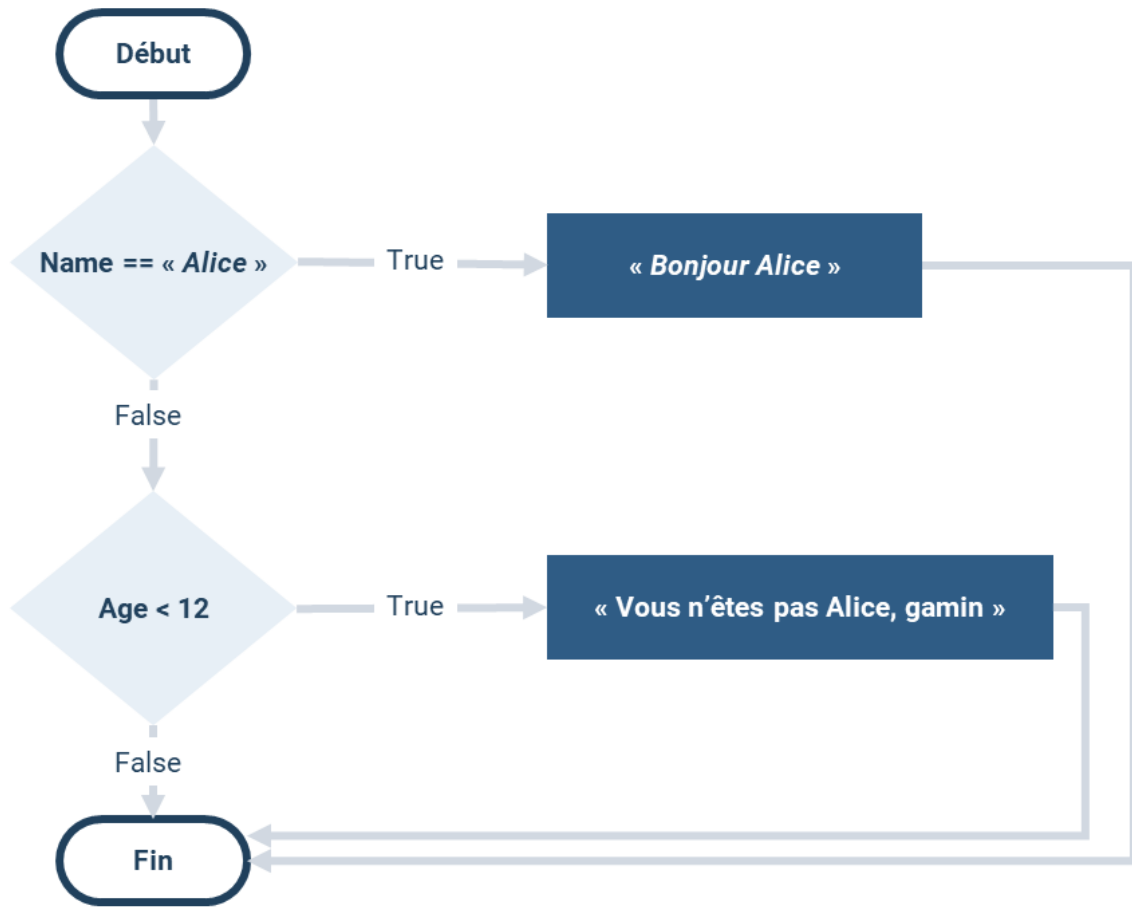 Début
Name == « Alice »
True
« Bonjour Alice »
False
Age < 12
True
« Vous n’êtes pas Alice, gamin »
False
Fin